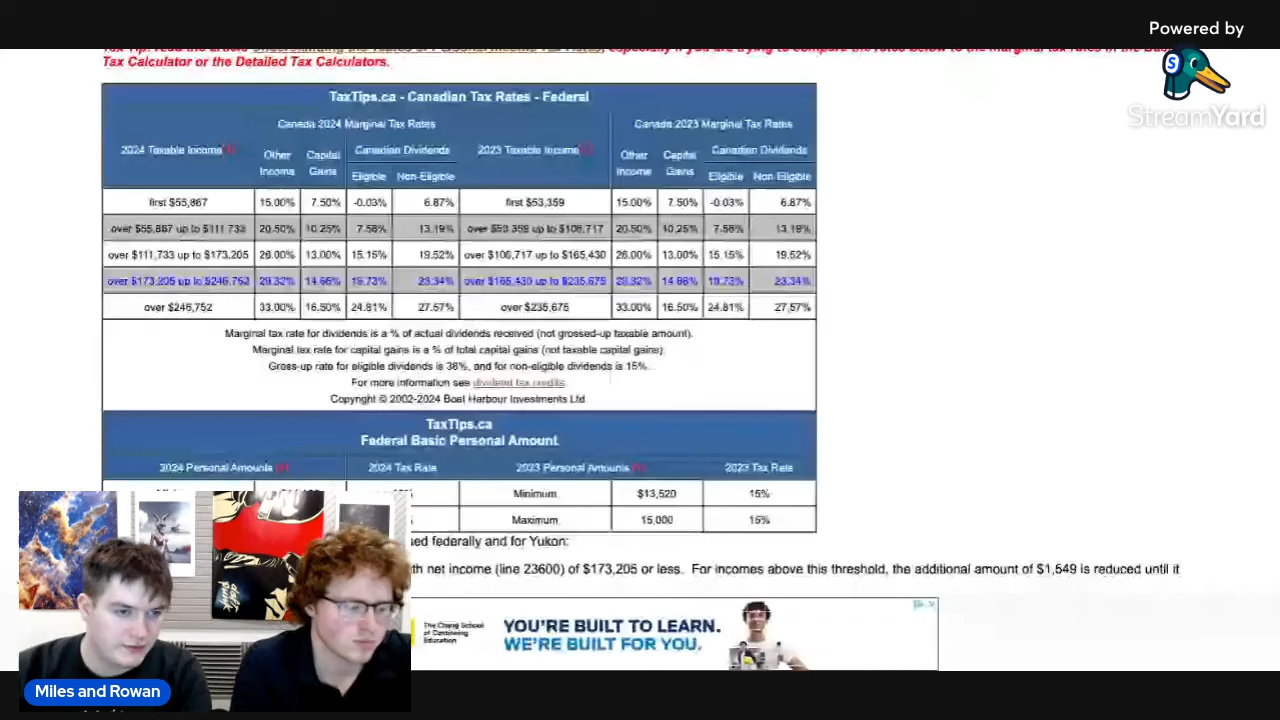 Powered by
StreamYard
Tax Calculator or the Detailed Tax Calculators.
TaxTips.ca - Canadian Tax Rates - Federal
Canada 2024 Marginal Tax Rates Canada 2023 Marginal Tax Rates
2024 Taxable Income Other Income Capital Gains Canadian Dividends 2023 Taxable Income Other Income Capital Gains Canadian Dividends
Eligible Non-Eligible Eligible Non-Eligible
first $55,867 15.00% 7.50% -0.03% 6.87% first $53,359 15.00% 7.50% -0.03% 6.87%
over $55,867 up to $111,733 20.50% 10.25% 7.56% 13.19% over $53,359 up to $106,717 20.50% 10.25% 7.56% 13.19%
over $111,733 up to $173,205 26.00% 13.00% 15.15% 19.52% over $106,717 up to $165,430 26.00% 13.00% 15.15% 19.52%
over $173,205 up to $246,752 29.32% 14.66% 19.73% 23.34% over $165,430 up to $235,675 14.66% 19.73% 23.34%
over $246,752 33.00% 16.50% 24.81% 27.57% over $235,675 33.00% 16.50% 24.81% 27.57%
Marginal tax rate for dividends is a % of actual dividends received (not grossed-up taxable amount).
Marginal tax rate for capital gains is a % of total capital gains (not taxable capital gains)
Gross-up rate for eligible dividends is 38%, and for non-eligible dividends is 15%.
For more information see dividend tax credits.
Copyright © 2002-2024 Boat Harbour Investments Ltd.
TaxTips.ca
Federal Basic Personal Amount
2024 Personal Amounts 2024 Tax Rate 2023 Personal Amounts 2023 Tax Rate
Minimum $13,520 15%
Maximum 15,000 15%
sed federally and for Yukon:
th net income (line 23600) of $173,205 or less. For incomes above this threshold, the additional amount of $1,549 is reduced until it
The Chang School
of Continuing
Education
YOU'RE BUILT TO LEARN.
WE'RE BUILT FOR YOU.
daft
punk
Miles and Rowan